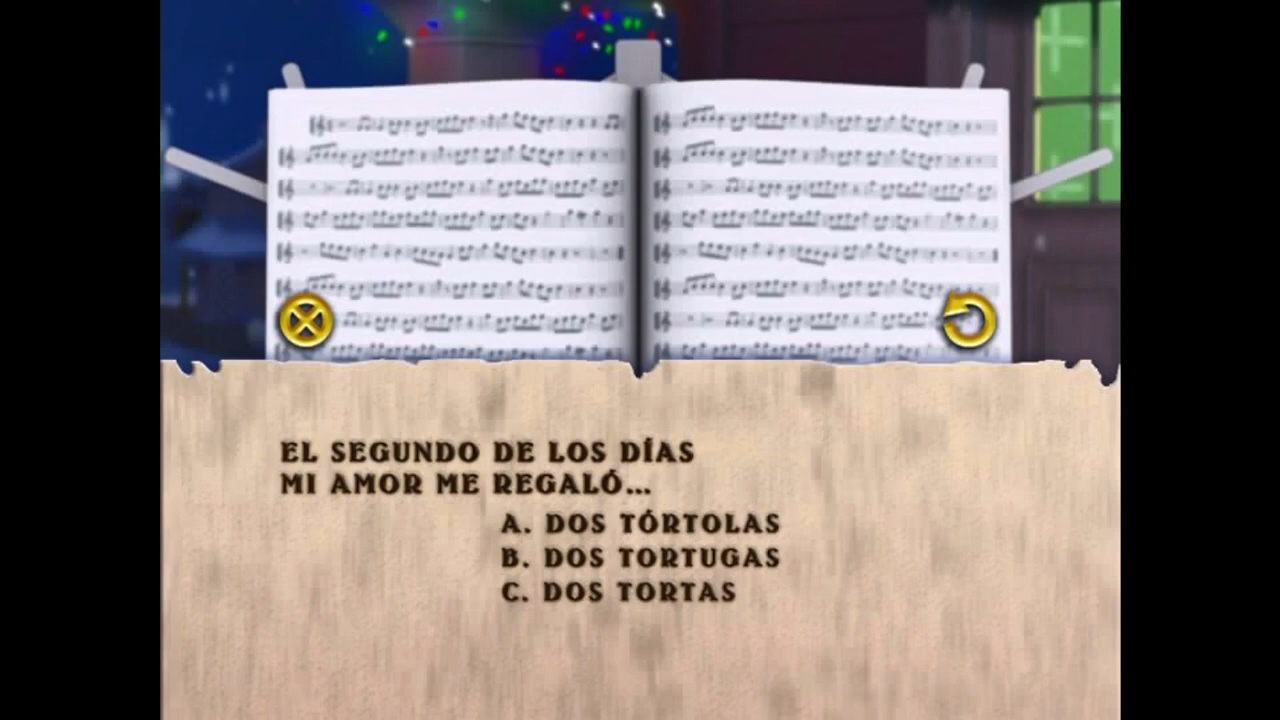 EL SEGUNDO DE LOS DÍAS
MI AMOR ME REGALÓ...
A. DOS TÓRTOLAS
B. DOS TORTUGAS
C. DOS TORTAS